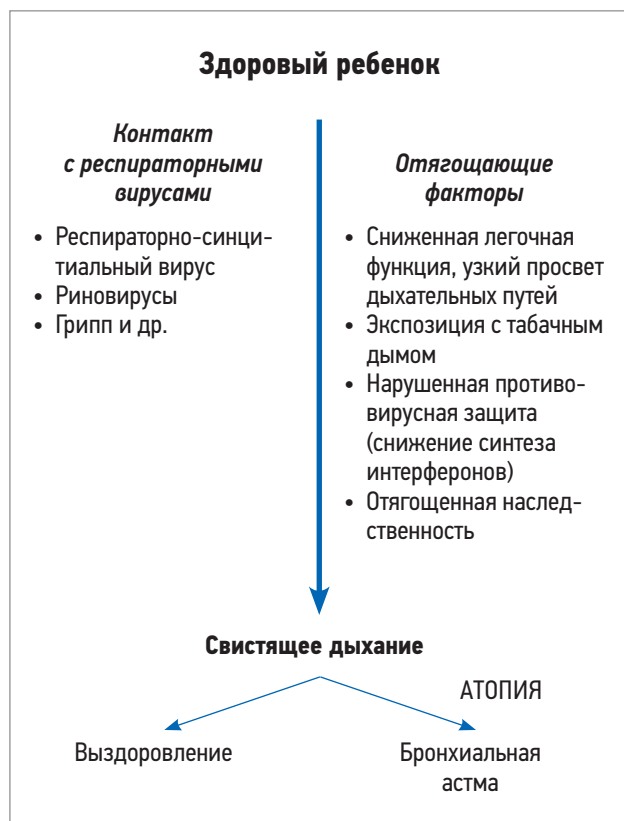 Здоровый ребенок
Контакт
с респираторными
вирусами
• Респираторно-синци-
тиальный вирус
• Риновирусы
• Грипп и др.
Отягощающие
факторы
• Сниженная легочная
функция, узкий просвет
дыхательных путей
• Экспозиция с табачным
дымом
• Нарушенная противо-
вирусная защита
(снижение синтеза
интерферонов)
• Отягощенная наслед-
ственность
Свистящее дыхание
АТОПИЯ
Выздоровление
Бронхиальная
астма